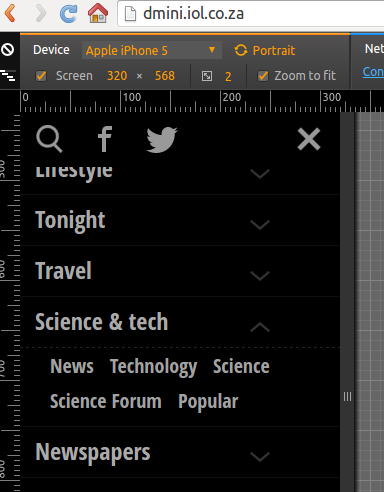 dmini.iol.co.za
Device Apple iPhone 5 Portrait Net
Screen 320 × 568 2 Zoom to fit Con
0 100 200 300
Lifestyle
Tonight
Travel
Science & tech
News Technology Science
Science Forum Popular
Newspapers